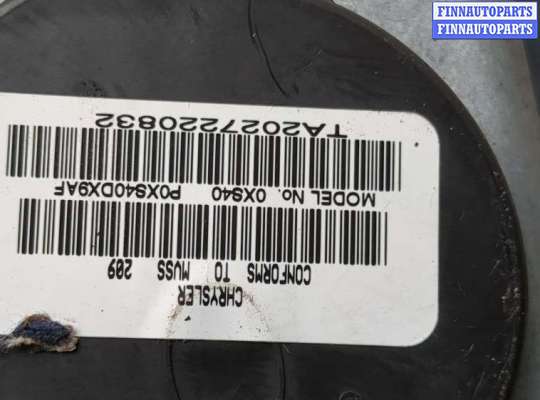 FINNAUTOPARTS
FINNAUTOPARTS
CHRYSLER
CONFORMS TO MVSS 209
MODEL No. 0XS40 P0XS40DX9AF
TA2027220832